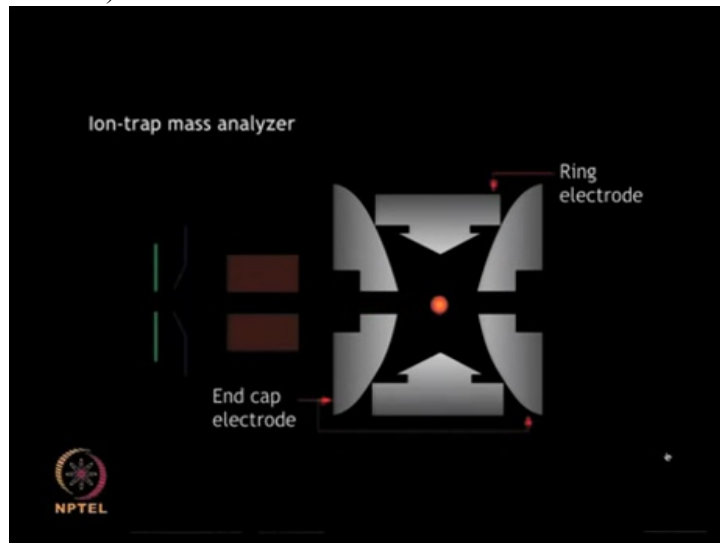 )
Ion-trap mass analyzer
Ring
electrode
End cap
electrode
NPTEL